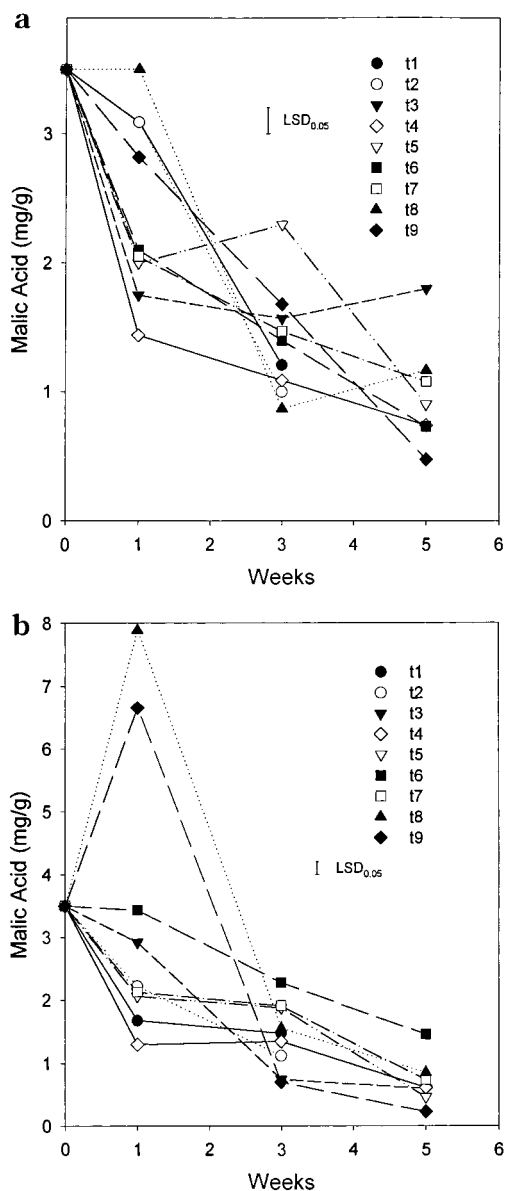 a
Malic Acid (mg/g)
3
2
1
0
0 1 2 3 4 5 6
Weeks
LSD0.05
t1
t2
t3
t4
t5
t6
t7
t8
t9
b
Malic Acid (mg/g)
8
7
6
5
4
3
2
1
0
0 1 2 3 4 5 6
Weeks
t1
t2
t3
t4
t5
t6
t7
t8
t9
LSD0.05